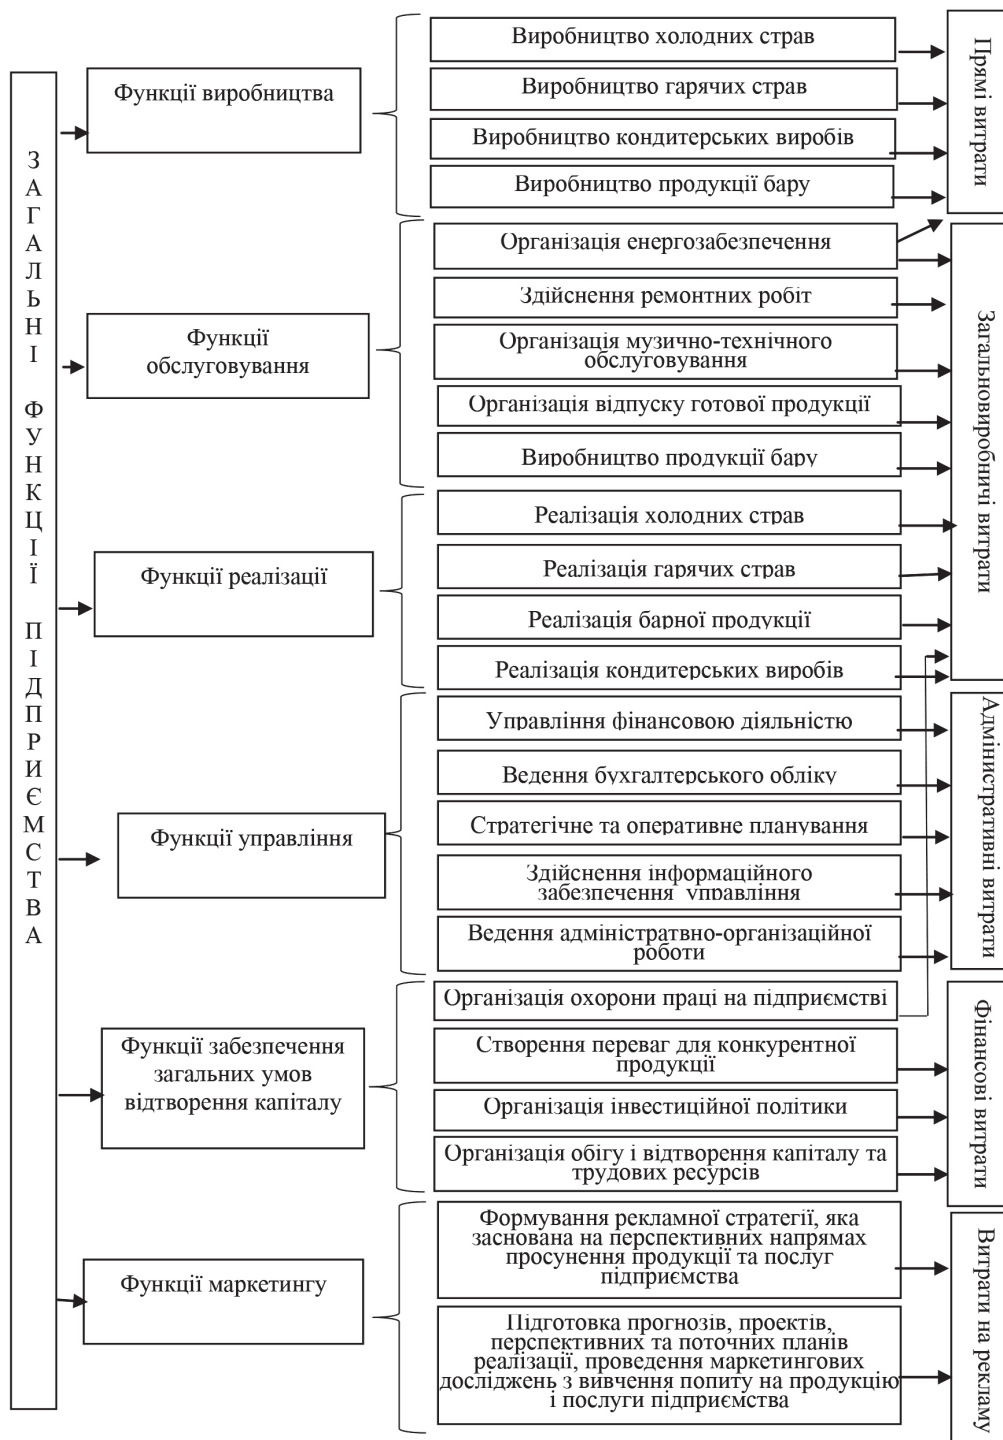 ЗАГАЛЬНІ ФУНКЦІЇ ПІДПРИЄМСТВА
Функції виробництва
Виробництво холодних страв
Виробництво гарячих страв
Виробництво кондитерських виробів
Виробництво продукції бару
Прямі витрати
Функції
обслуговування
Організація енергозабезпечення
Здійснення ремонтних робіт
Організація музично-технічного
обслуговування
Організація відпуску готової продукції
Виробництво продукції бару
Загальновиробничі витрати
Функції реалізації
Реалізація холодних страв
Реалізація гарячих страв
Реалізація барної продукції
Реалізація кондитерських виробів
Функції управління
Управління фінансовою діяльністю
Ведення бухгалтерського обліку
Стратегічне та оперативне планування
Здійснення інформаційного
забезпечення управління
Ведення адміністратвно-організаційної
роботи
Адміністративні витрати
Функції забезпечення
загальних умов
відтворення капіталу
Організація охорони праці на підприємстві
Створення переваг для конкурентної
продукції
Організація інвестиційної політики
Організація обігу і відтворення капіталу та
трудових ресурсів
Фінансові витрати
Функції маркетингу
Формування рекламної стратегії, яка
заснована на перспективних напрямах
просунення продукції та послуг
підприємства
Підготовка прогнозів, проектів,
перспективних та поточних планів
реалізації, проведення маркетингових
досліджень з вивчення попиту на продукцію
і послуги підприємства
Витрати на рекламу